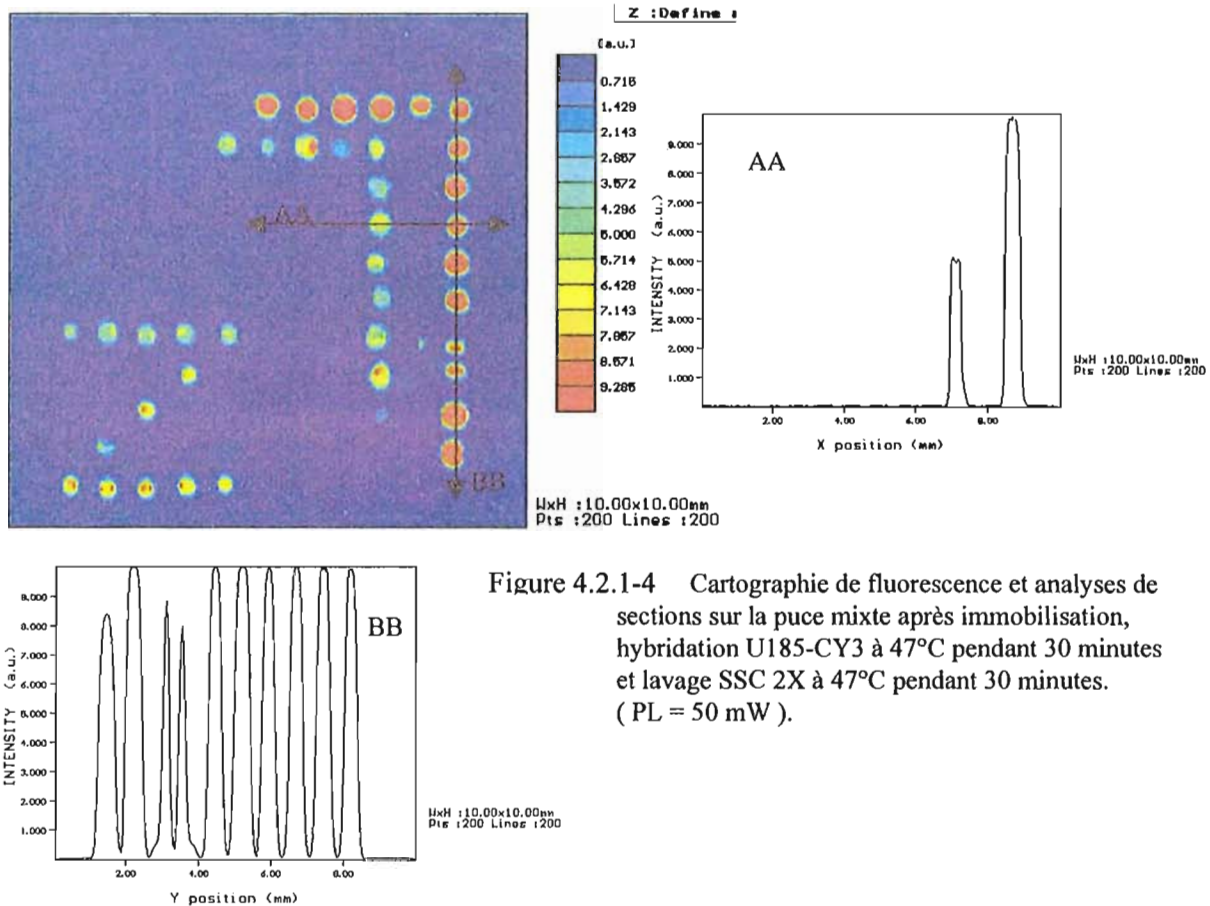 Z :Define
[a.u.]
0.715
1.429
2.143
2.857
3.572
4.286
5.000
5.714
6.428
7.143
7.857
8.571
9.285
AA
BB
WxH :10.00x10.00mm
Pts :200 Lines :200
AA
INTENSITY (a.u.)
9.000
8.000
7.000
6.000
5.000
4.000
3.000
2.000
1.000
2.00 4.00 6.00 8.00
X position (mm)
WxH :10.00x10.00mm
Pts :200 Lines :200
BB
INTENSITY (a.u.)
8.000
7.000
6.000
5.000
4.000
3.000
2.000
1.000
2.00 4.00 6.00 8.00
Y position (mm)
WxH :10.00x10.00mm
Pts :200 Lines :200
Figure 4.2.1-4 Cartographie de fluorescence et analyses de
sections sur la puce mixte après immobilisation,
hybridation U185-CY3 à 47°C pendant 30 minutes
et lavage SSC 2X à 47°C pendant 30 minutes.
( PL = 50 mW ).